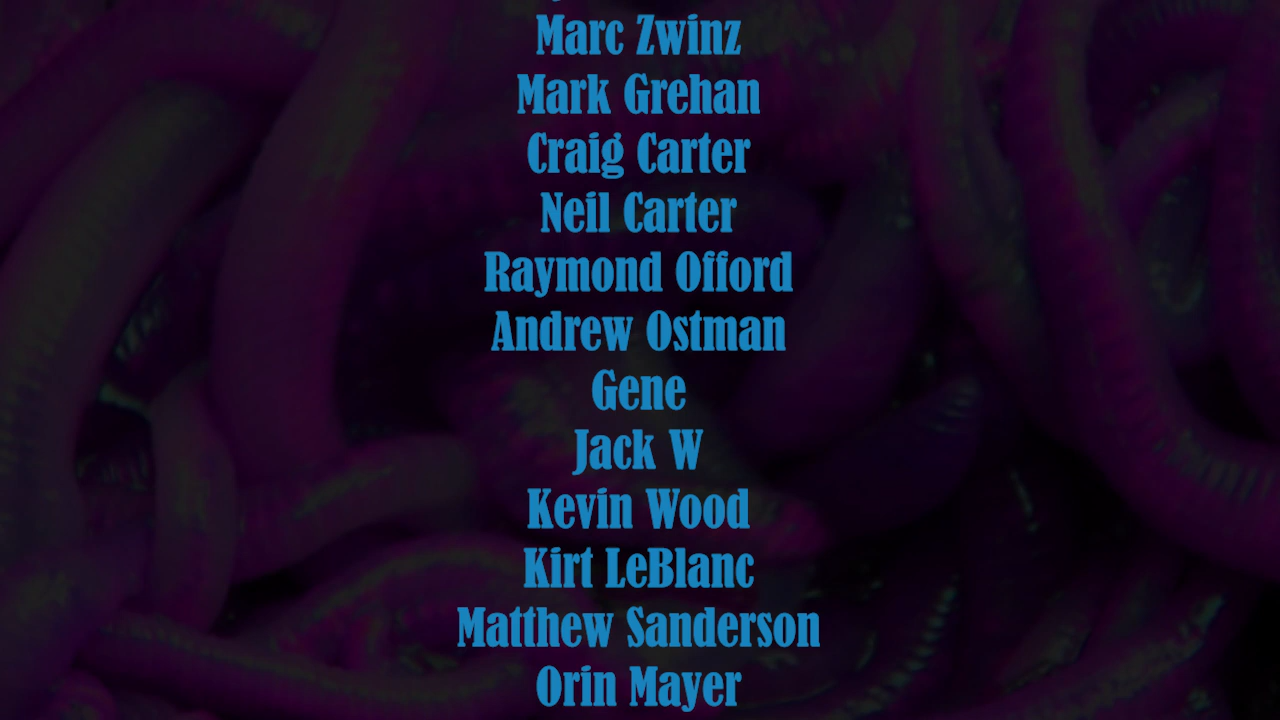 Marc Zwinz
Mark Grehan
Craig Carter
Neil Carter
Raymond Offord
Andrew Ostman
Gene
Jack W
Kevin Wood
Kirt LeBlanc
Matthew Sanderson
Orin Mayer